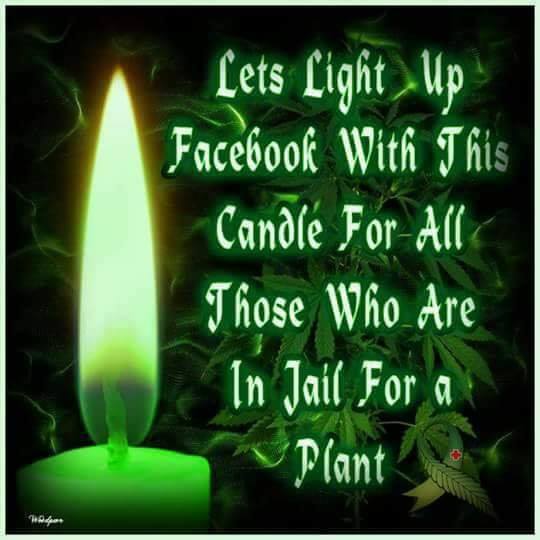 Lets Light Up
Facebook With This
Candle For All
Those Who Are
In Jail For a
Plant